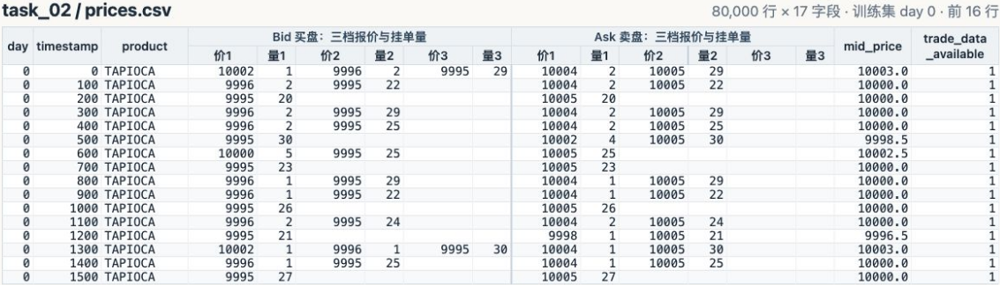 task_02 / prices.csv 80,000 行 × 17 字段 · 训练集 day 0 · 前 16 行
day timestamp product Bid 买盘：三档报价与挂单量 Ask 卖盘：三档报价与挂单量 mid_price trade_data_available
价1 量1 价2 量2 价3 量3 价1 量1 价2 量2 价3 量3
0 0 TAPIOCA 10002 1 9996 2 9995 29 10004 2 10005 29 10003.0 1
0 100 TAPIOCA 9996 2 9995 22 10004 2 10005 22 10000.0 1
0 200 TAPIOCA 9995 20 10005 20 10000.0 1
0 300 TAPIOCA 9996 2 9995 29 10004 2 10005 29 10000.0 1
0 400 TAPIOCA 9996 2 9995 25 10004 2 10005 25 10000.0 1
0 500 TAPIOCA 9995 30 10002 4 10005 30 9998.5 1
0 600 TAPIOCA 10000 5 9995 25 10005 25 10002.5 1
0 700 TAPIOCA 9995 23 10005 23 10000.0 1
0 800 TAPIOCA 9996 1 9995 29 10004 1 10005 29 10000.0 1
0 900 TAPIOCA 9996 1 9995 22 10004 1 10005 22 10000.0 1
0 1000 TAPIOCA 9995 26 10005 26 10000.0 1
0 1100 TAPIOCA 9996 2 9995 24 10004 2 10005 24 10000.0 1
0 1200 TAPIOCA 9995 21 9998 1 10005 21 9996.5 1
0 1300 TAPIOCA 10002 1 9996 1 9995 30 10004 1 10005 30 10003.0 1
0 1400 TAPIOCA 9996 1 9995 25 10004 1 10005 25 10000.0 1
0 1500 TAPIOCA 9995 27 10005 27 10000.0 1